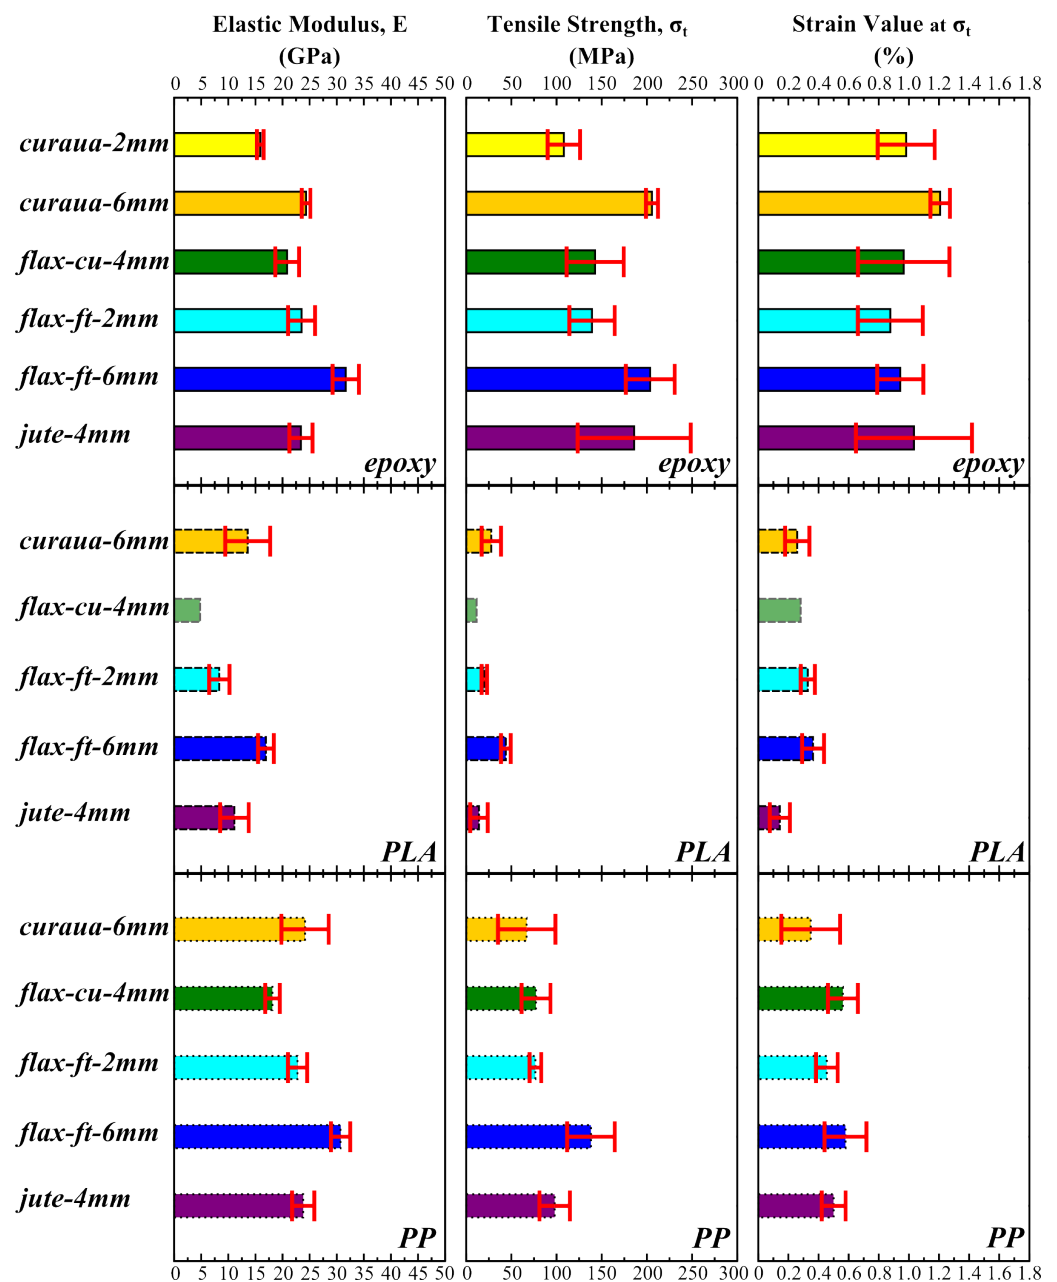 Elastic Modulus, E Tensile Strength, σt Strain Value at σt
(GPa) (MPa) (%)
0 5 10 15 20 25 30 35 40 45 50 0 50 100 150 200 250 300 0 0.2 0.4 0.6 0.8 1.0 1.2 1.4 1.6 1.8
curaua-2mm
curaua-6mm
flax-cu-4mm
flax-ft-2mm
flax-ft-6mm
jute-4mm
epoxy epoxy epoxy
curaua-6mm
flax-cu-4mm
flax-ft-2mm
flax-ft-6mm
jute-4mm
PLA PLA PLA
curaua-6mm
flax-cu-4mm
flax-ft-2mm
flax-ft-6mm
jute-4mm
PP PP PP
0 5 10 15 20 25 30 35 40 45 50 0 50 100 150 200 250 300 0 0.2 0.4 0.6 0.8 1.0 1.2 1.4 1.6 1.8